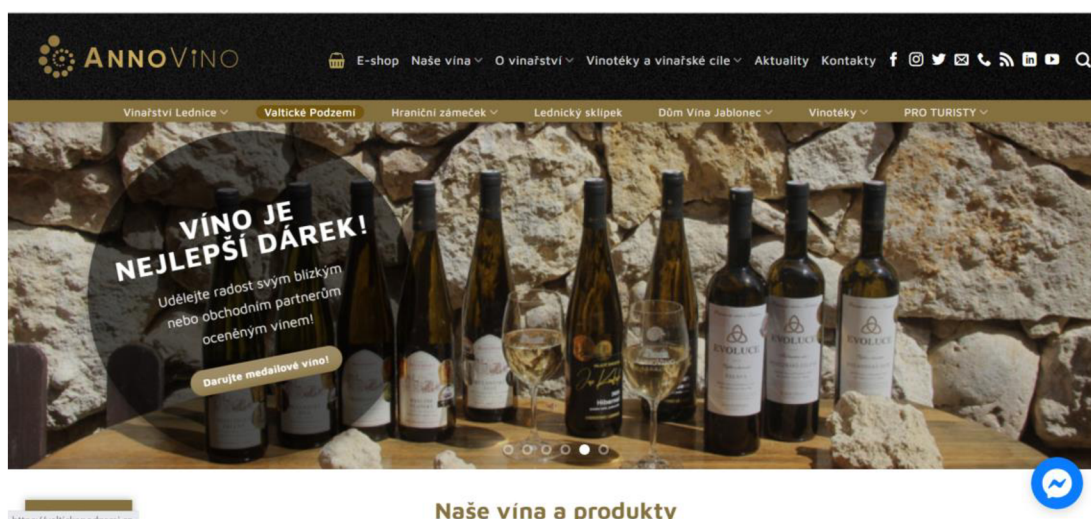 ANNOVINO
E-shop Naše vína O vinařství Vinotéky a vinařské cíle Aktuality Kontakty
Vinařství Lednice Valtické Podzemí Hraniční zámeček Lednický sklípek Dům Vína Jablonec Vinotéky PRO TURISTY
VÍNO JE
NEJLEPŠÍ DÁREK!
Udělejte radost svým blízkým
nebo obchodním partnerům
oceněným vínem!
Darujte medailové víno!
EVOLUCE
EVOLUCE
EVOLUCE
Hibernal
Naše vína a produkty